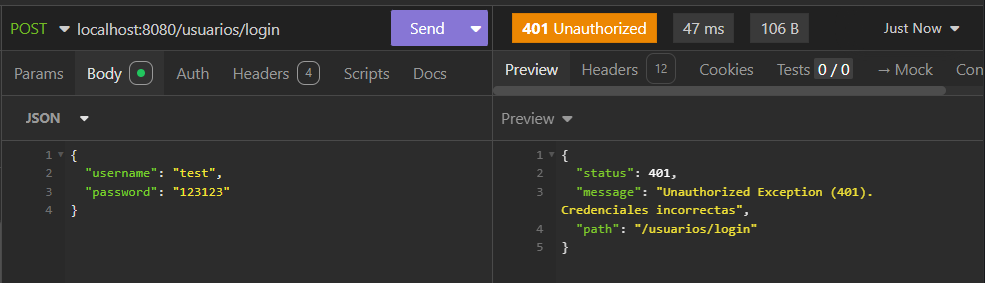 POST localhost:8080/usuarios/login Send
401 Unauthorized 47 ms 106 B Just Now
Params Body Auth Headers 4 Scripts Docs
Preview Headers 12 Cookies Tests 0 / 0 → Mock Con
JSON
Preview
1 {
2 "username": "test",
3 "password": "123123"
4 }
1 {
2 "status": 401,
3 "message": "Unauthorized Exception (401).
Credenciales incorrectas",
4 "path": "/usuarios/login"
5 }